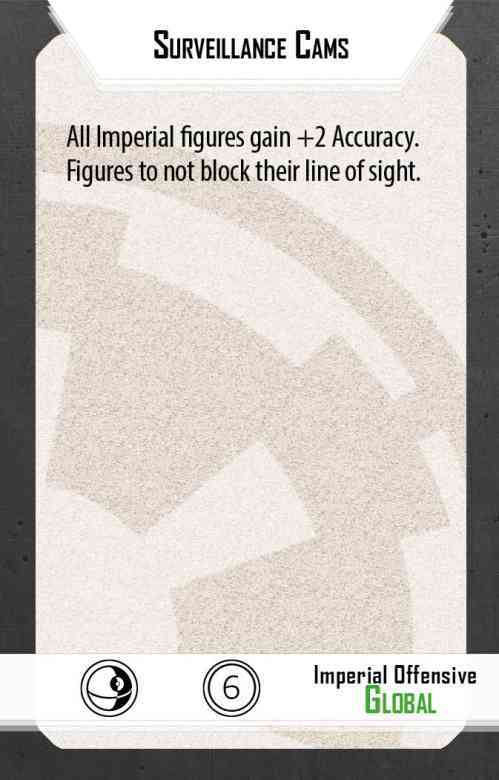 Surveillance Cams
All Imperial figures gain +2 Accuracy.
Figures to not block their line of sight.
6
Imperial Offensive
Global